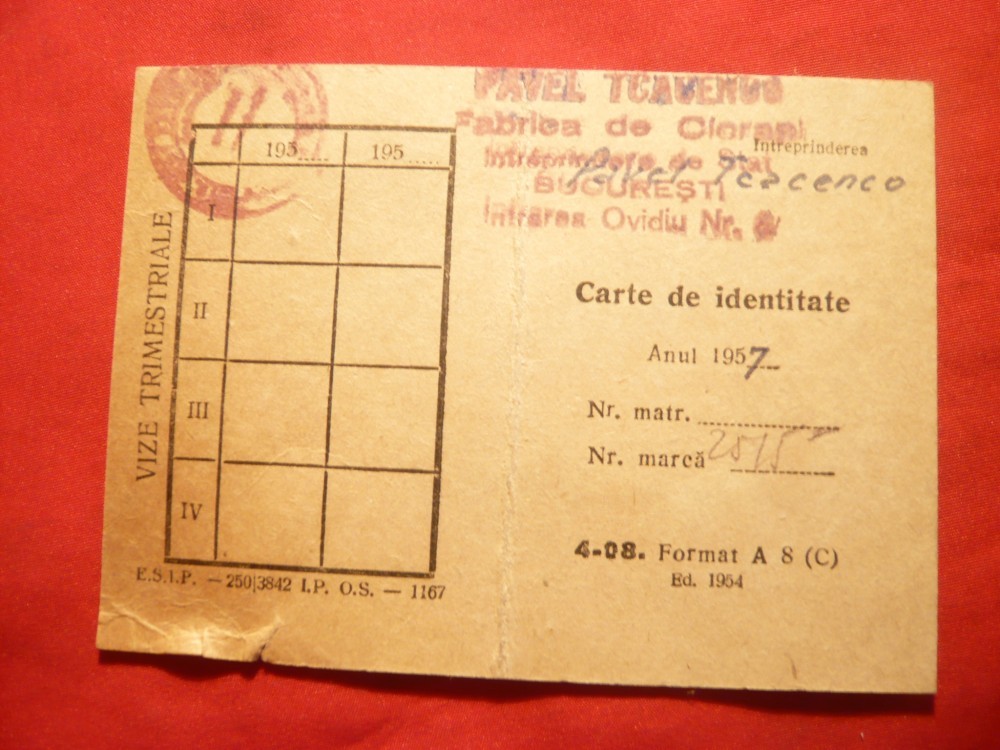 VIZE TRIMESTRIALE
195..... 195.....
I
II
III
IV
E.S.I.P. — 250|3842 I.P. O.S. — 1167
PAVEL TCACENCO
Fabrica de Ciorapi
Intreprindere de Stat
BUCUREȘTI
Intrarea Ovidiu Nr.
Intreprinderea
Pavel Tcacenco
Carte de identitate
Anul 1957
Nr. matr.
Nr. marcă 2515
4-08. Format A 8 (C)
Ed. 1954